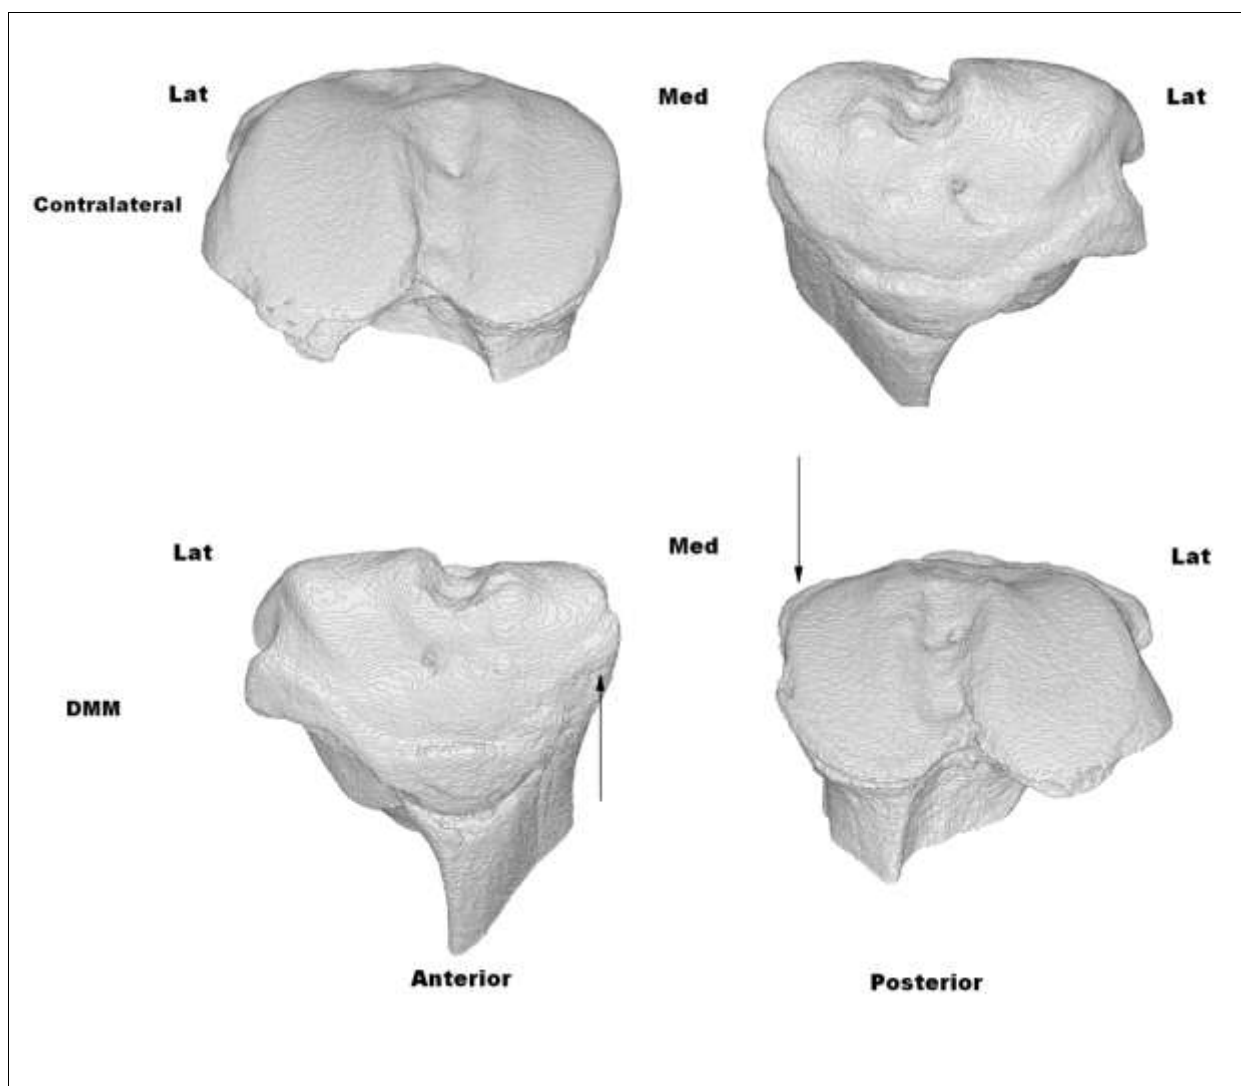 Lat
Med
Lat
Contralateral
Lat
Med
Lat
DMM
Anterior
Posterior